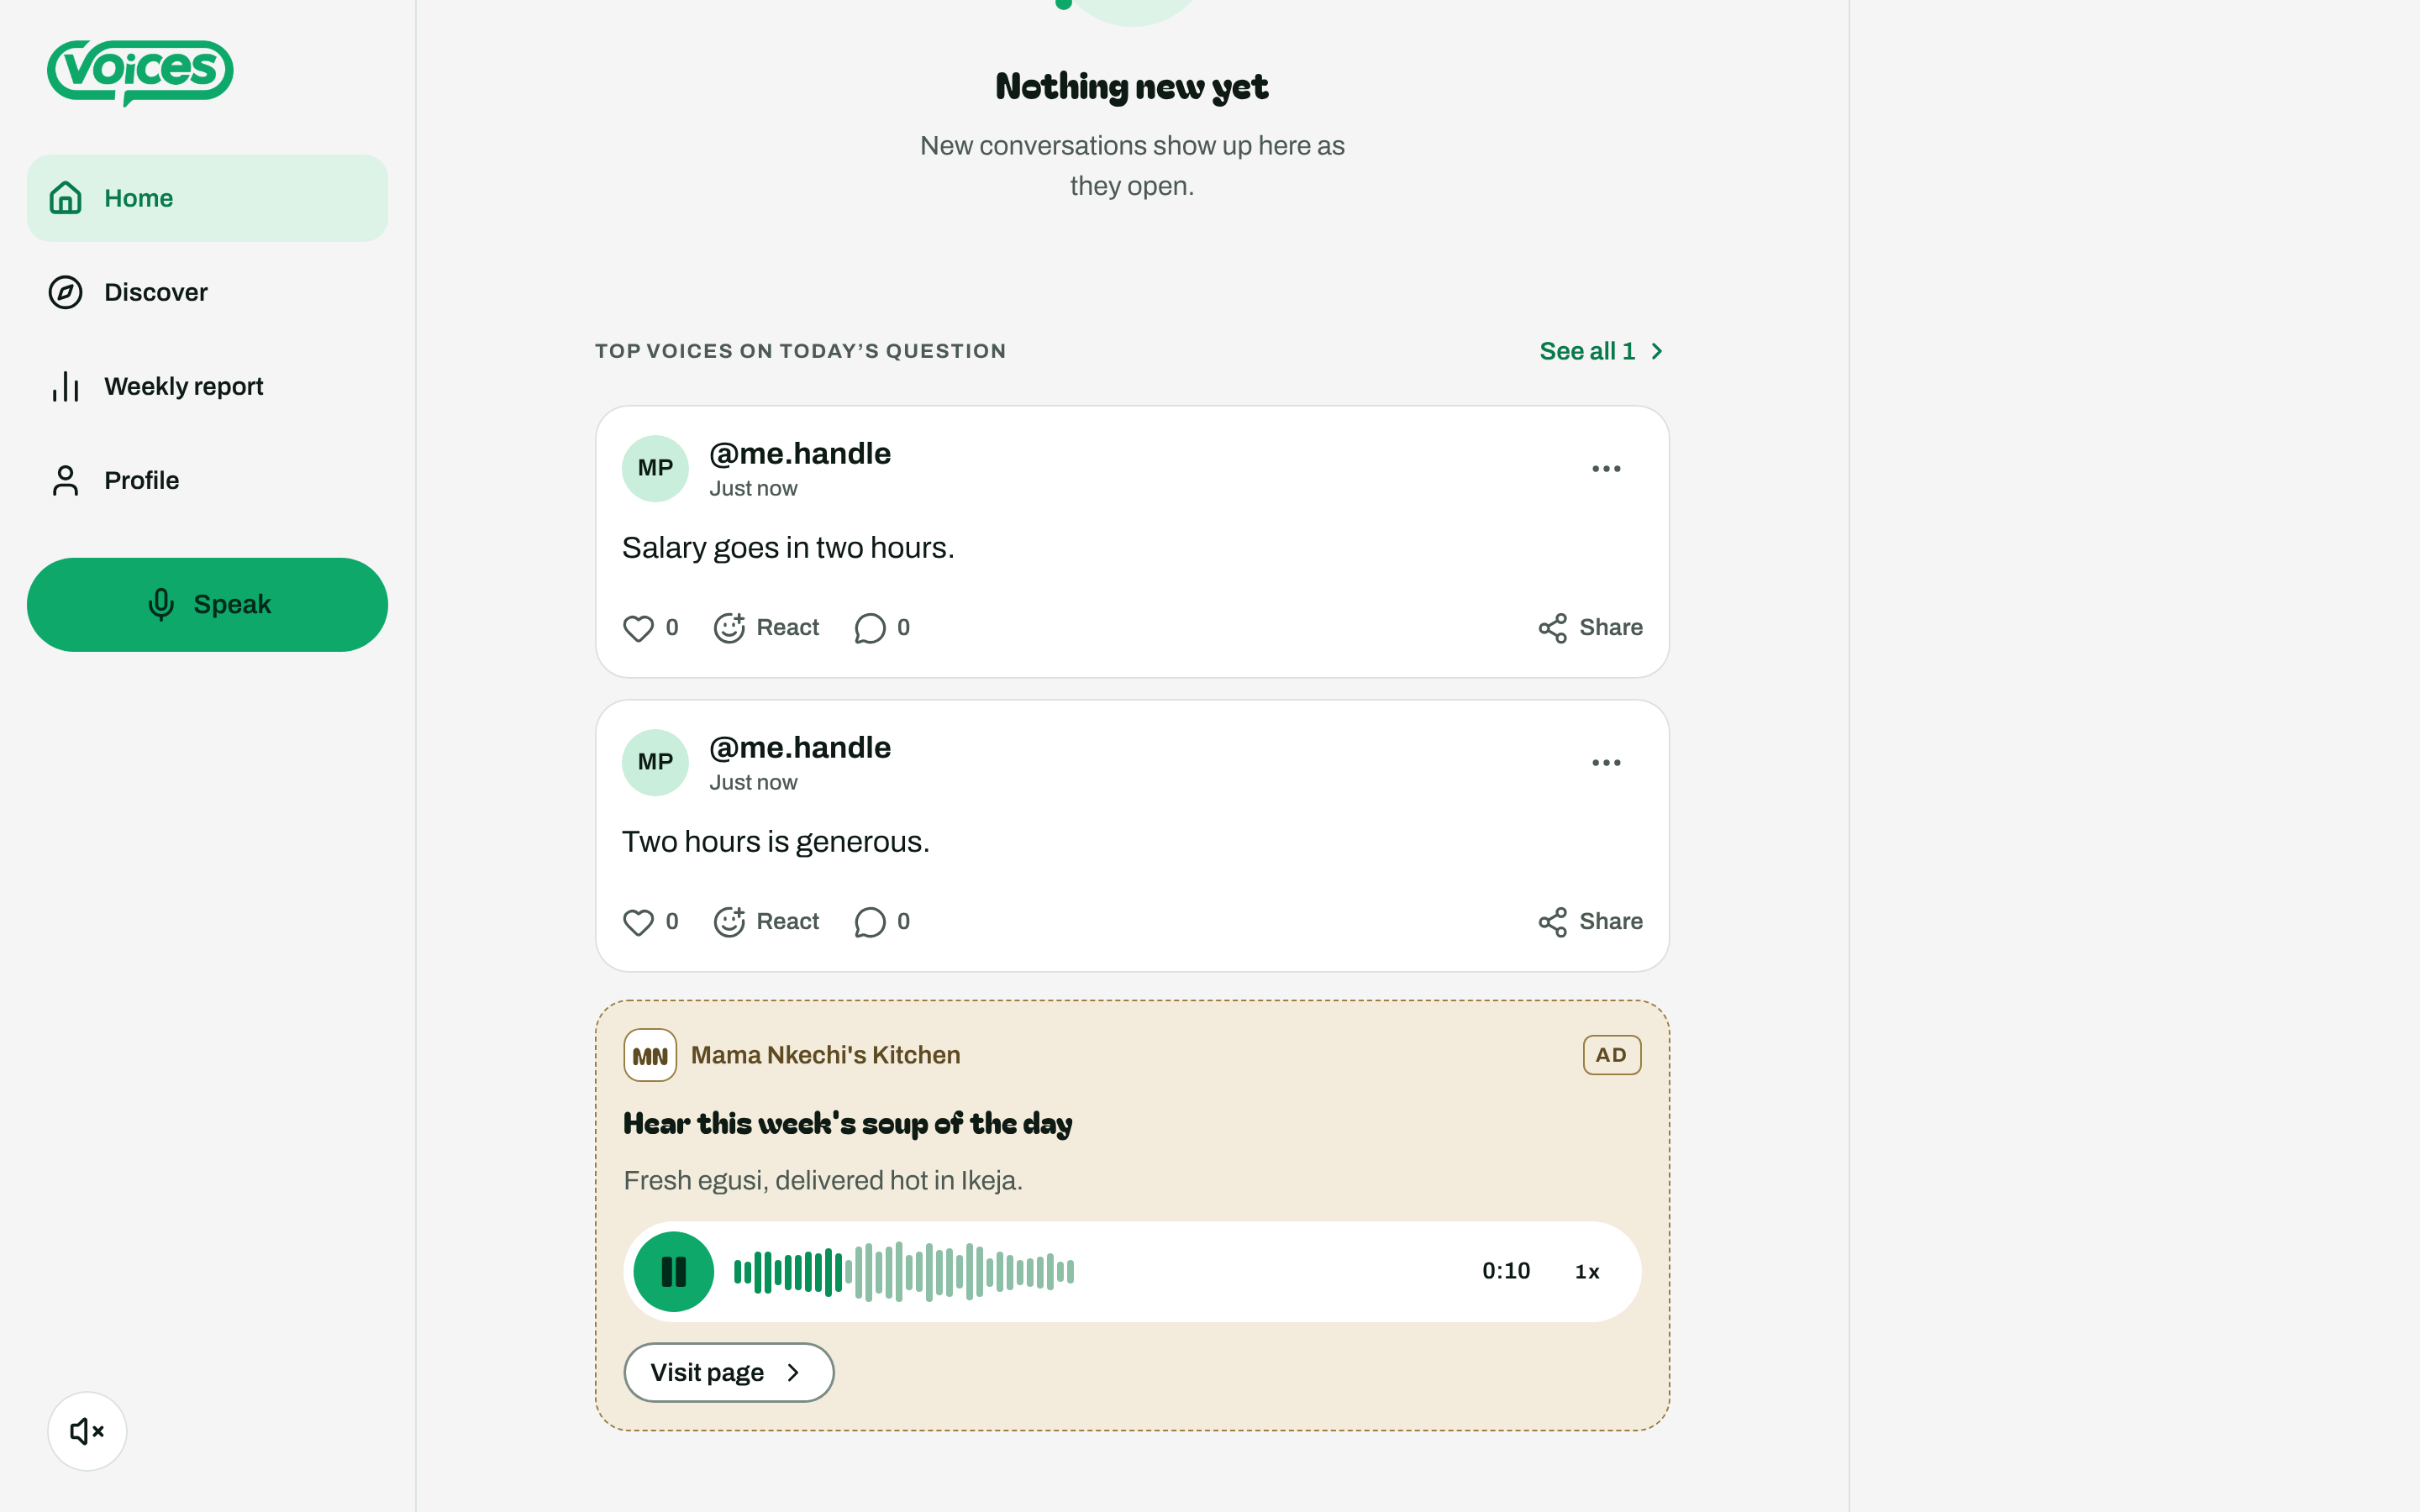 voices
Home
Discover
Weekly report
Profile
Speak
Nothing new yet
New conversations show up here as
they open.
TOP VOICES ON TODAY’S QUESTION
See all 1
MP
@me.handle
Just now
Salary goes in two hours.
0 React 0 Share
MP
@me.handle
Just now
Two hours is generous.
0 React 0 Share
MN Mama Nkechi's Kitchen AD
Hear this week's soup of the day
Fresh egusi, delivered hot in Ikeja.
0:10 1x
Visit page